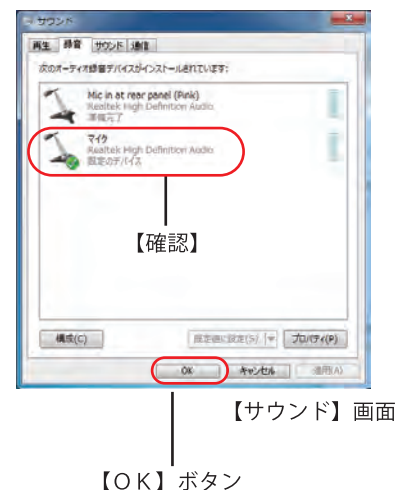 サウンド
再生 録音 サウンド 通信
次のオーディオ録音デバイスがインストールされています:
Mic in at rear panel (Pink)
Realtek High Definition Audio
準備完了
マイク
Realtek High Definition Audio
既定のデバイス
【確認】
構成(C) 既定値に設定(S) プロパティ(P)
OK キャンセル 適用(A)
【サウンド】画面
【OK】ボタン